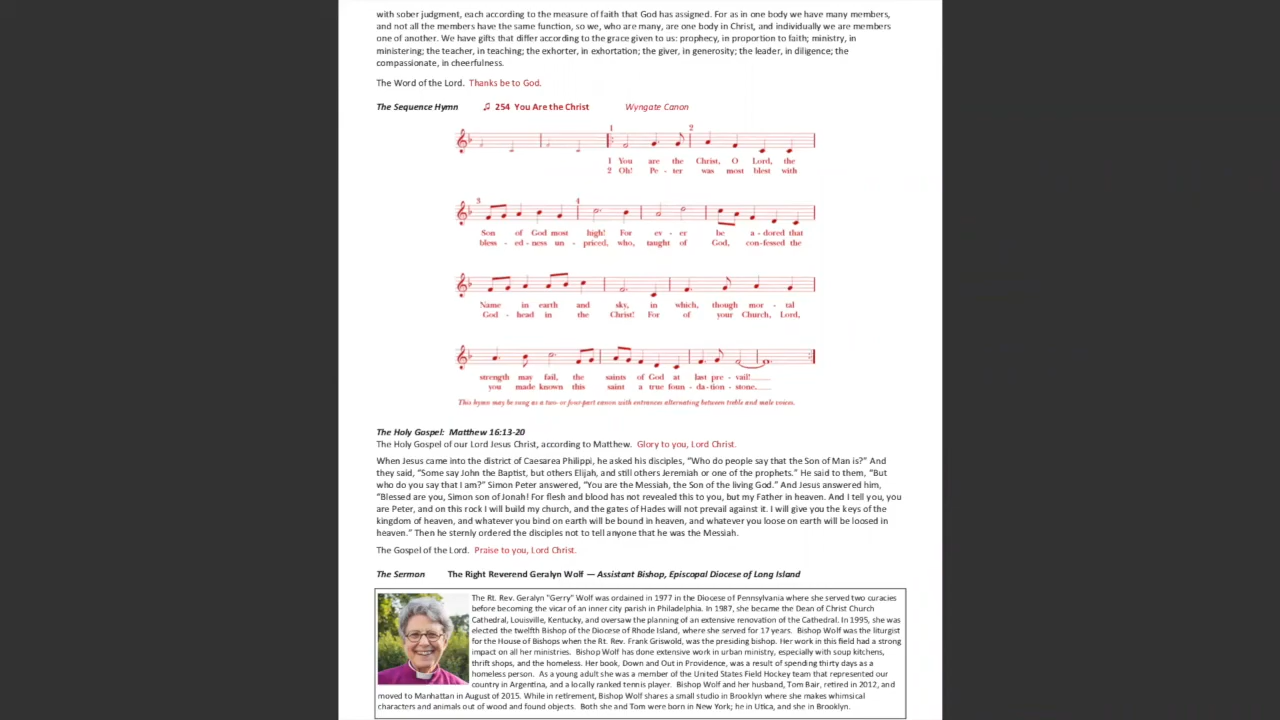 with sober judgment, each according to the measure of faith that God has assigned. For as in one body we have many members,
and not all the members have the same function, so we, who are many, are one body in Christ, and individually we are members
one of another. We have gifts that differ according to the grace given to us: prophecy, in proportion to faith; ministry, in
ministering; the teacher, in teaching; the exhorter, in exhortation; the giver, in generosity; the leader, in diligence; the
compassionate, in cheerfulness.
The Word of the Lord. Thanks be to God.
The Sequence Hymn ♫ 254 You Are the Christ Wyngate Canon
1 2
1 You are the Christ, O Lord, the
2 Oh! Pe - ter was most blest with
3 4
Son of God most high! For ev - er be a - dored that
bless - ed - ness un - priced, who, taught of God, con-fessed the
Name in earth and sky, in which, though mor - tal
God - head in the Christ! For of your Church, Lord,
strength may fail, the saints of God at last pre - vail!
you made known this saint a true foun - da - tion - stone.
This hymn may be sung as a two- or four-part canon with entrances alternating between treble and male voices.
The Holy Gospel: Matthew 16:13-20
The Holy Gospel of our Lord Jesus Christ, according to Matthew. Glory to you, Lord Christ.
When Jesus came into the district of Caesarea Philippi, he asked his disciples, “Who do people say that the Son of Man is?” And
they said, “Some say John the Baptist, but others Elijah, and still others Jeremiah or one of the prophets.” He said to them, “But
who do you say that I am?” Simon Peter answered, “You are the Messiah, the Son of the living God.” And Jesus answered him,
“Blessed are you, Simon son of Jonah! For flesh and blood has not revealed this to you, but my Father in heaven. And I tell you, you
are Peter, and on this rock I will build my church, and the gates of Hades will not prevail against it. I will give you the keys of the
kingdom of heaven, and whatever you bind on earth will be bound in heaven, and whatever you loose on earth will be loosed in
heaven.” Then he sternly ordered the disciples not to tell anyone that he was the Messiah.
The Gospel of the Lord. Praise to you, Lord Christ.
The Sermon The Right Reverend Geralyn Wolf — Assistant Bishop, Episcopal Diocese of Long Island
The Rt. Rev. Geralyn "Gerry" Wolf was ordained in 1977 in the Diocese of Pennsylvania where she served two curacies
before becoming the vicar of an inner city parish in Philadelphia. In 1987, she became the Dean of Christ Church
Cathedral, Louisville, Kentucky, and oversaw the planning of an extensive renovation of the Cathedral. In 1995, she was
elected the twelfth Bishop of the Diocese of Rhode Island, where she served for 17 years. Bishop Wolf was the liturgist
for the House of Bishops when the Rt. Rev. Frank Griswold, was the presiding bishop. Her work in this field had a strong
impact on all her ministries. Bishop Wolf has done extensive work in urban ministry, especially with soup kitchens,
thrift shops, and the homeless. Her book, Down and Out in Providence, was a result of spending thirty days as a
homeless person. As a young adult she was a member of the United States Field Hockey team that represented our
country in Argentina, and a locally ranked tennis player. Bishop Wolf and her husband, Tom Bair, retired in 2012, and
moved to Manhattan in August of 2015. While in retirement, Bishop Wolf shares a small studio in Brooklyn where she makes whimsical
characters and animals out of wood and found objects. Both she and Tom were born in New York; he in Utica, and she in Brooklyn.